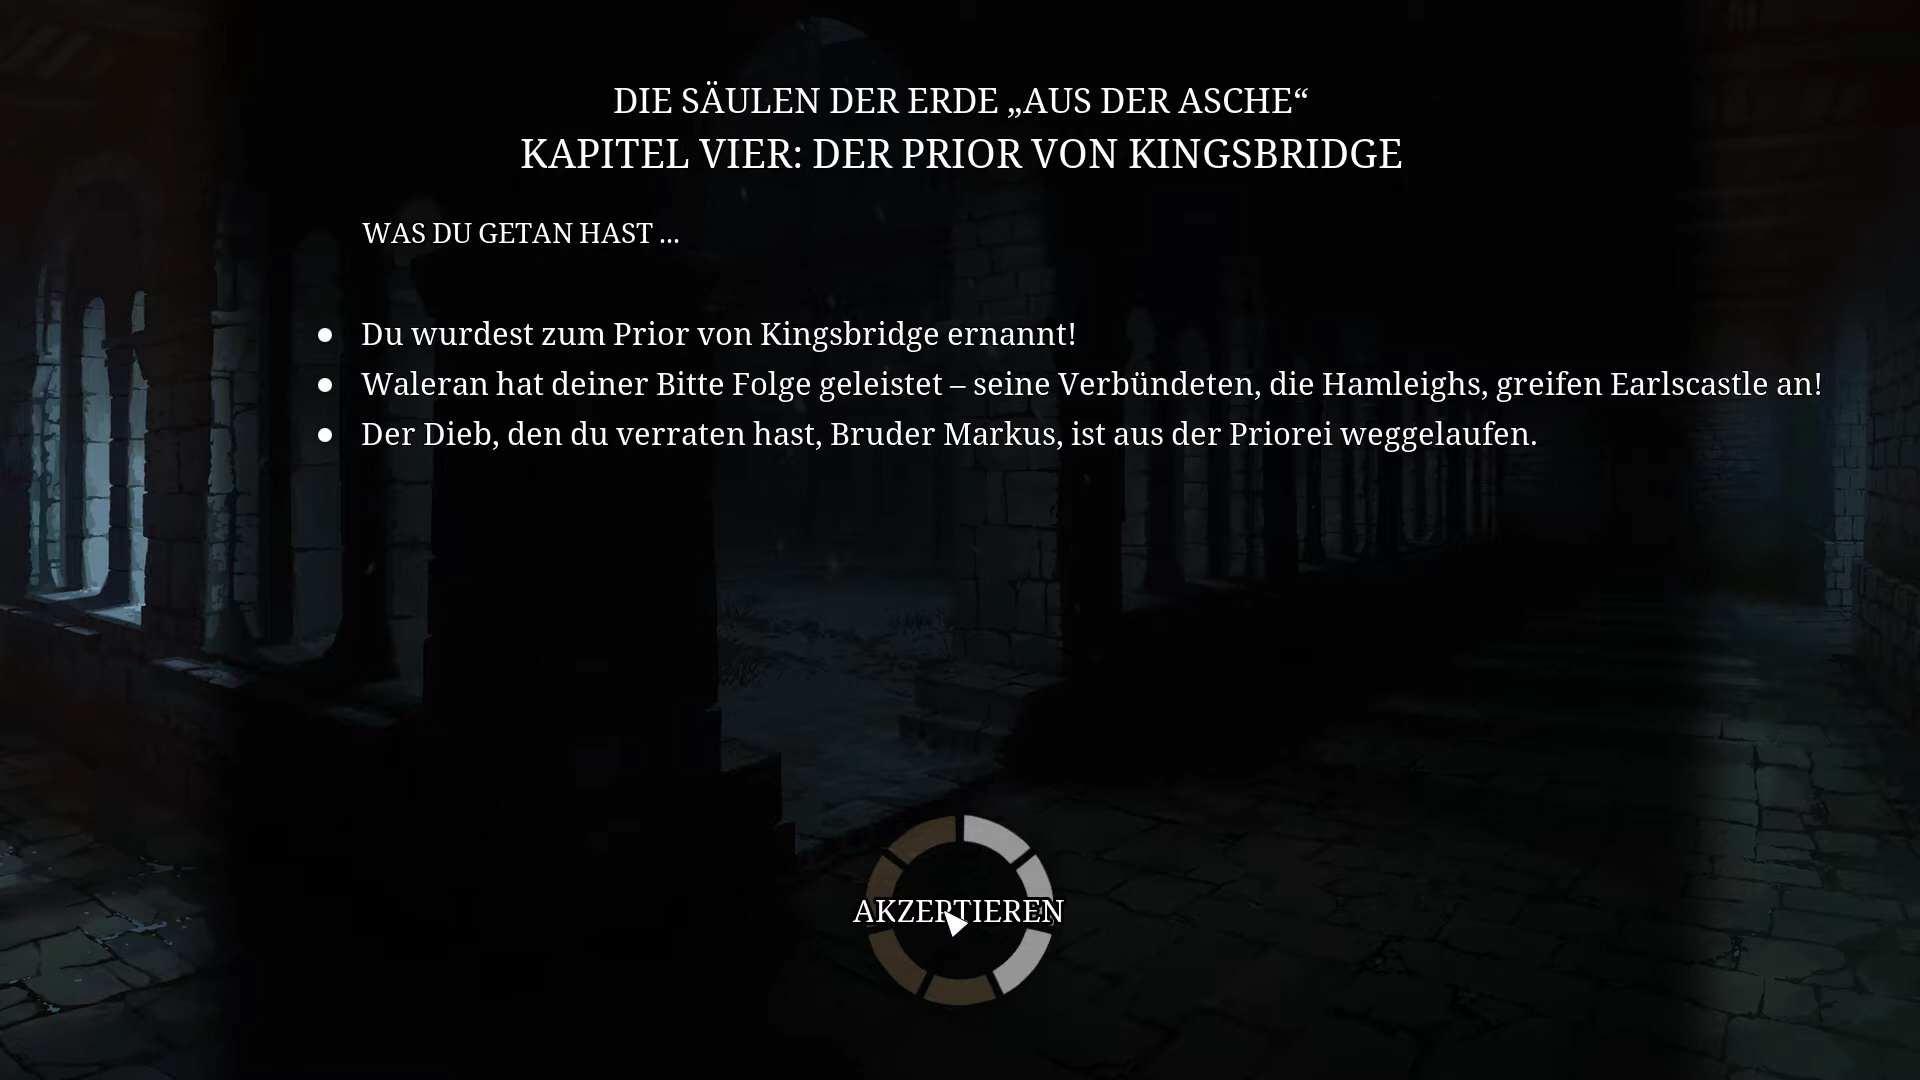 DIE SÄULEN DER ERDE „AUS DER ASCHE“
KAPITEL VIER: DER PRIOR VON KINGSBRIDGE
WAS DU GETAN HAST ...
● Du wurdest zum Prior von Kingsbridge ernannt!
● Waleran hat deiner Bitte Folge geleistet – seine Verbündeten, die Hamleighs, greifen Earlscastle an!
● Der Dieb, den du verraten hast, Bruder Markus, ist aus der Priorei weggelaufen.
AKZEPTIEREN